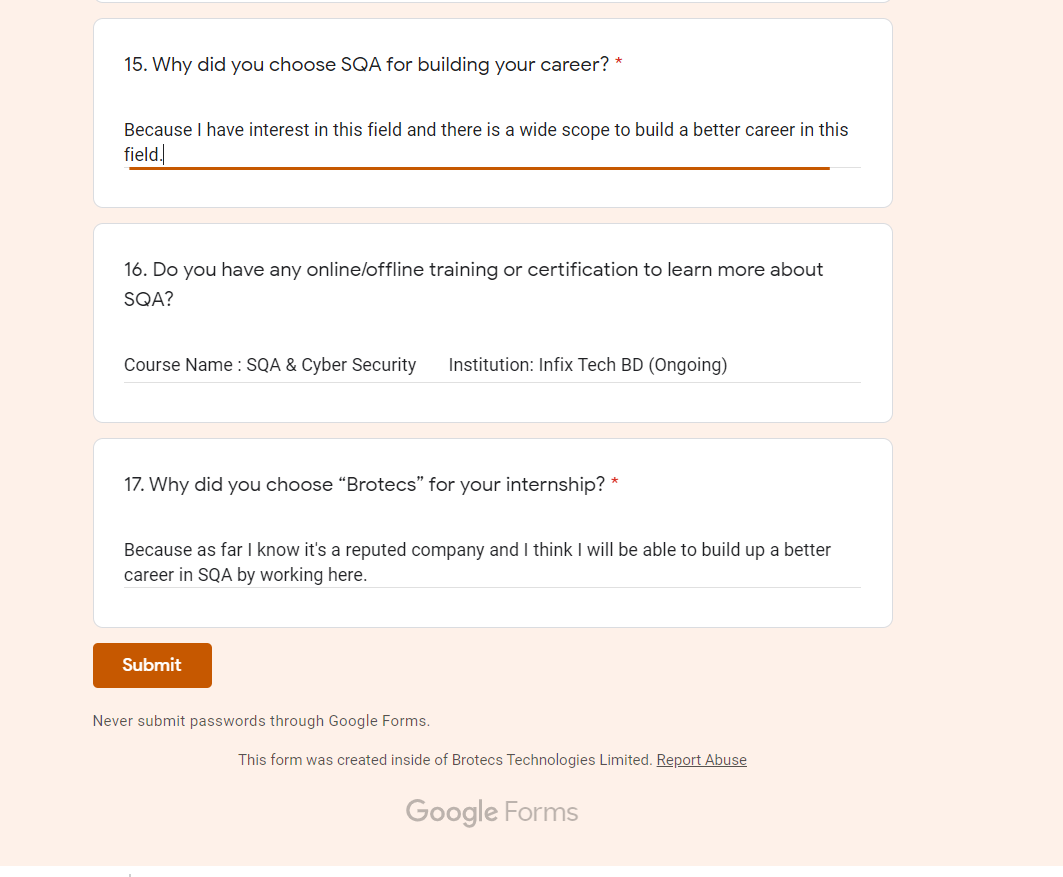 15. Why did you choose SQA for building your career? *
Because I have interest in this field and there is a wide scope to build a better career in this
field.
16. Do you have any online/offline training or certification to learn more about
SQA?
Course Name : SQA & Cyber Security Institution: Infix Tech BD (Ongoing)
17. Why did you choose “Brotecs” for your internship? *
Because as far I know it's a reputed company and I think I will be able to build up a better
career in SQA by working here.
Submit
Never submit passwords through Google Forms.
This form was created inside of Brotecs Technologies Limited. Report Abuse
Google Forms